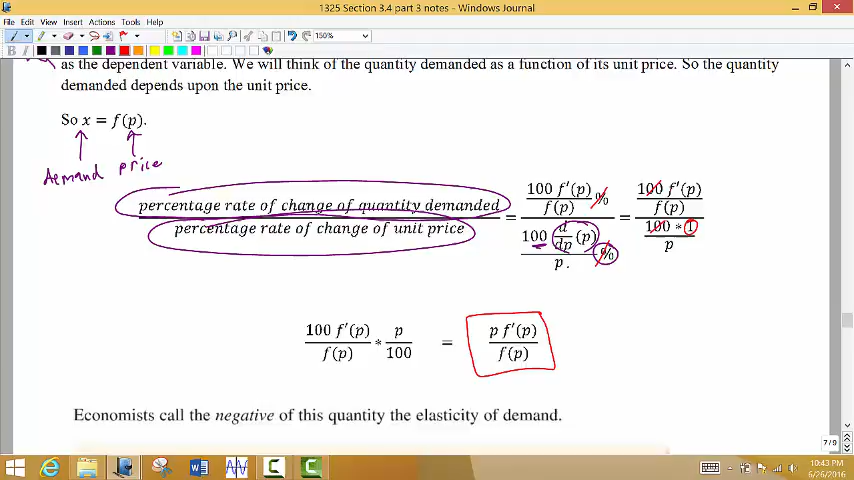 1325 Section 3.4 part 3 notes - Windows Journal
File Edit View Insert Actions Tools Help
150%
B I
as the dependent variable. We will think of the quantity demanded as a function of its unit price. So the quantity
demanded depends upon the unit price.
So x = f(p).
demand price
percentage rate of change of quantity demanded / percentage rate of change of unit price = (100 f′(p) / f(p) %) / (100 d/dp (p) / p . %) = (100 f′(p) / f(p)) / (100 * 1 / p)
100 f′(p) / f(p) * p / 100 = p f′(p) / f(p)
Economists call the negative of this quantity the elasticity of demand.
7/9
10:43 PM
6/26/2016